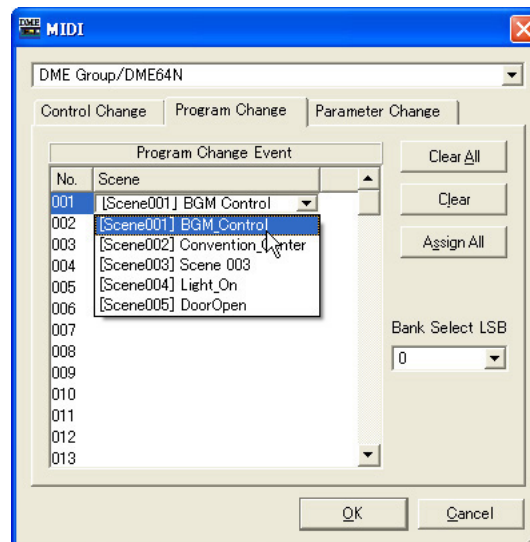 DME MIDI
DME Group/DME64N
Control Change Program Change Parameter Change
Program Change Event
No. Scene
001 [Scene001] BGM Control
002 [Scene001] BGM_Control
003 [Scene002] Convention_Center
004 [Scene003] Scene 003
005 [Scene004] Light_On
006 [Scene005] DoorOpen
007
008
009
010
011
012
013
Clear All
Clear
Assign All
Bank Select LSB
0
OK Cancel